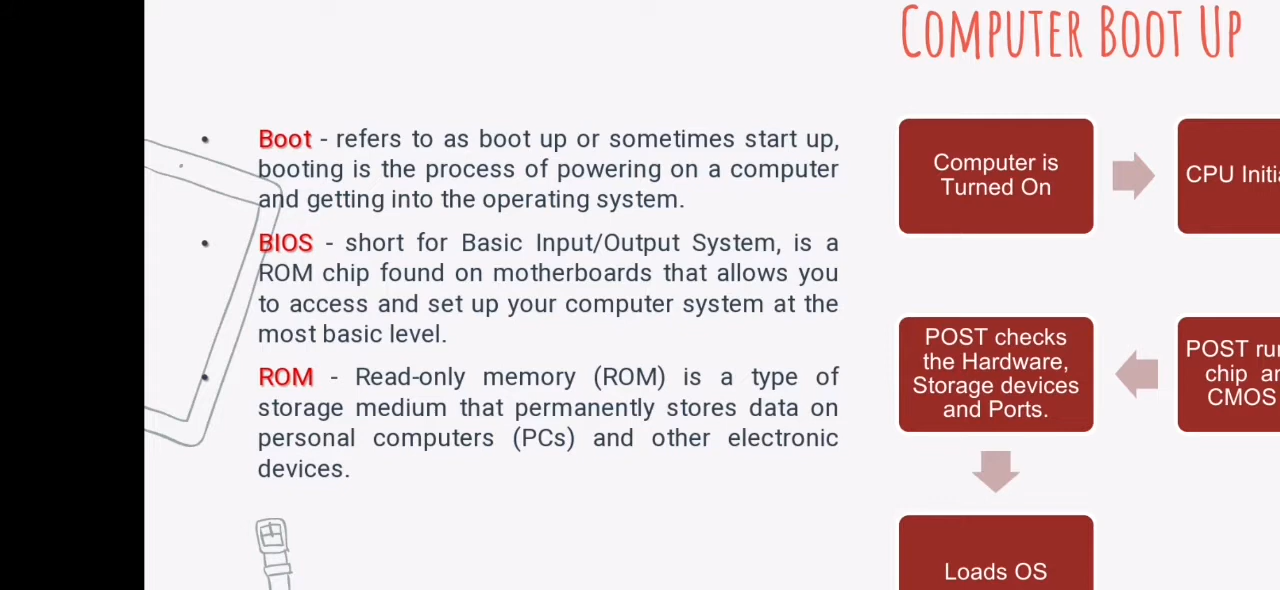 COMPUTER BOOT UP
• Boot - refers to as boot up or sometimes start up,
booting is the process of powering on a computer
and getting into the operating system.
• BIOS - short for Basic Input/Output System, is a
ROM chip found on motherboards that allows you
to access and set up your computer system at the
most basic level.
• ROM - Read-only memory (ROM) is a type of
storage medium that permanently stores data on
personal computers (PCs) and other electronic
devices.
Computer is
Turned On
CPU
POST
chip
CMOS
POST checks
the Hardware,
Storage devices
and Ports.
Loads OS